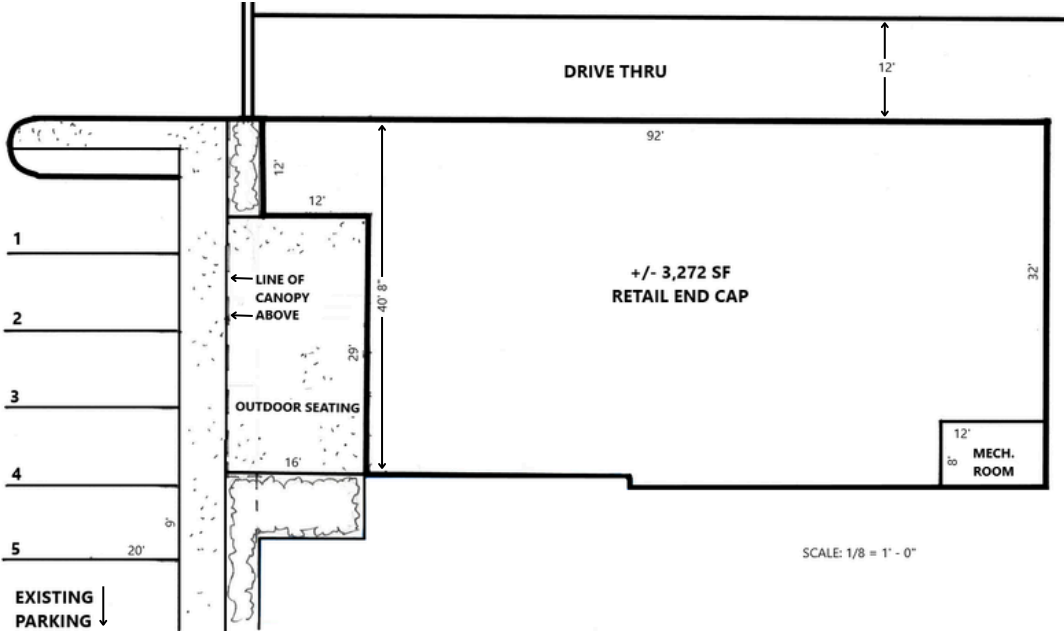 DRIVE THRU
12'
92'
12'
12'
1
+/- 3,272 SF
RETAIL END CAP
32'
LINE OF
CANOPY
ABOVE
40' 8"
2
29'
3
OUTDOOR SEATING
12'
8'
MECH.
ROOM
16'
4
9'
5
20'
SCALE: 1/8 = 1' - 0"
EXISTING
PARKING